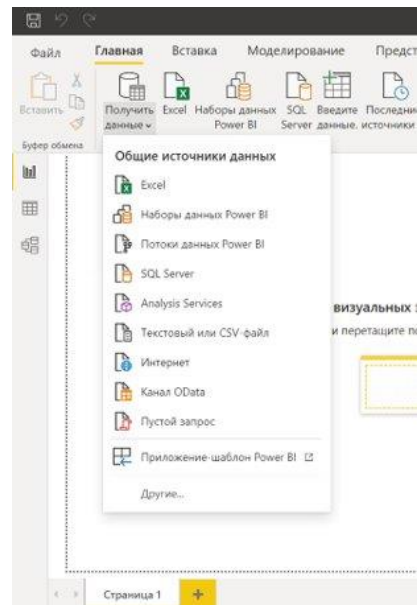 Файл Главная Вставка Моделирование Предст
Вставить Получить данные Excel Наборы данных Power BI SQL Server Введите данные. Последние источники
Буфер обмена
Общие источники данных
Excel
Наборы данных Power BI
Потоки данных Power BI
SQL Server
Analysis Services
Текстовый или CSV-файл
Интернет
Канал OData
Пустой запрос
Приложение-шаблон Power BI
Другие...
визуальных
и перетащите по
Страница 1